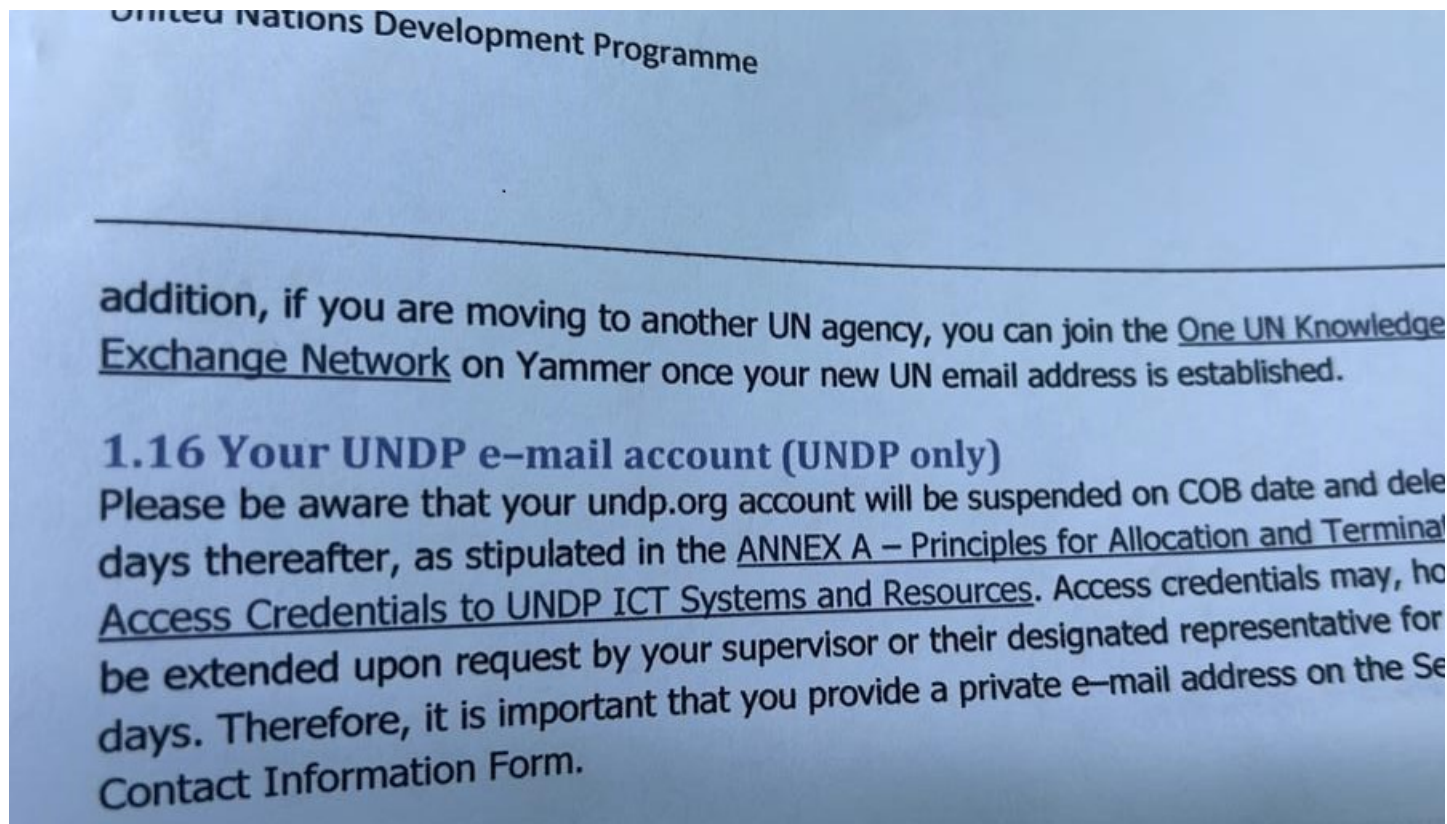 United Nations Development Programme
addition, if you are moving to another UN agency, you can join the One UN Knowledge
Exchange Network on Yammer once your new UN email address is established.
1.16 Your UNDP e–mail account (UNDP only)
Please be aware that your undp.org account will be suspended on COB date and dele
days thereafter, as stipulated in the ANNEX A – Principles for Allocation and Termina
Access Credentials to UNDP ICT Systems and Resources. Access credentials may, ho
be extended upon request by your supervisor or their designated representative for
days. Therefore, it is important that you provide a private e–mail address on the Se
Contact Information Form.